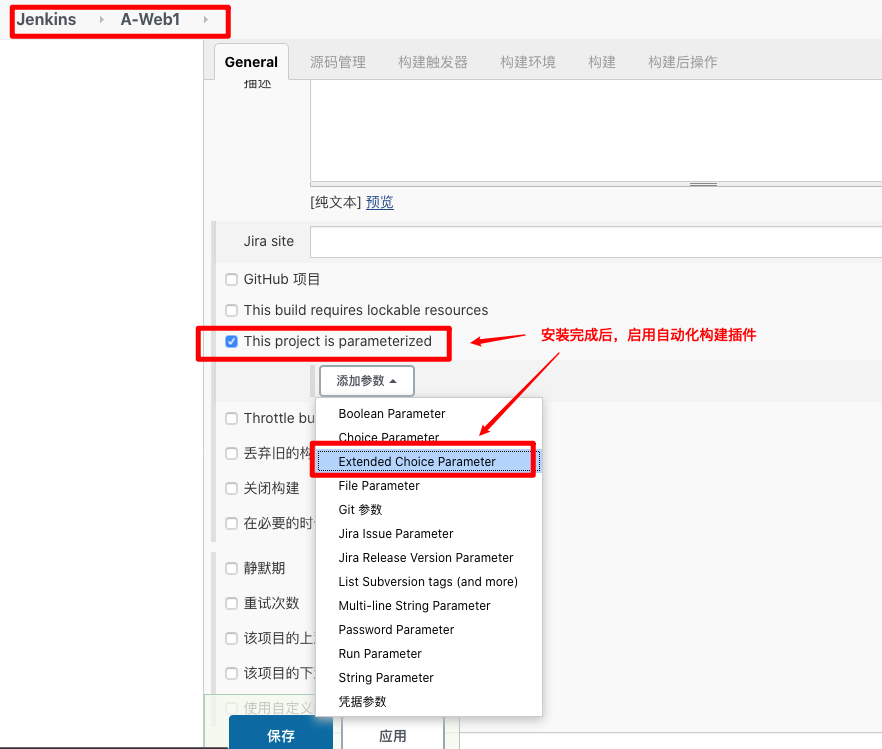 Jenkins A-Web1
General 源码管理 构建触发器 构建环境 构建 构建后操作
描述
[纯文本] 预览
Jira site
GitHub 项目
This build requires lockable resources
This project is parameterized
安装完成后，启用自动化构建插件
添加参数
Boolean Parameter
Throttle bu
Choice Parameter
丢弃旧的构
Extended Choice Parameter
File Parameter
关闭构建
Git 参数
在必要的时
Jira Issue Parameter
Jira Release Version Parameter
静默期
List Subversion tags (and more)
重试次数
Multi-line String Parameter
Password Parameter
该项目的上
Run Parameter
该项目的下
String Parameter
凭据参数
使用自定义
保存 应用